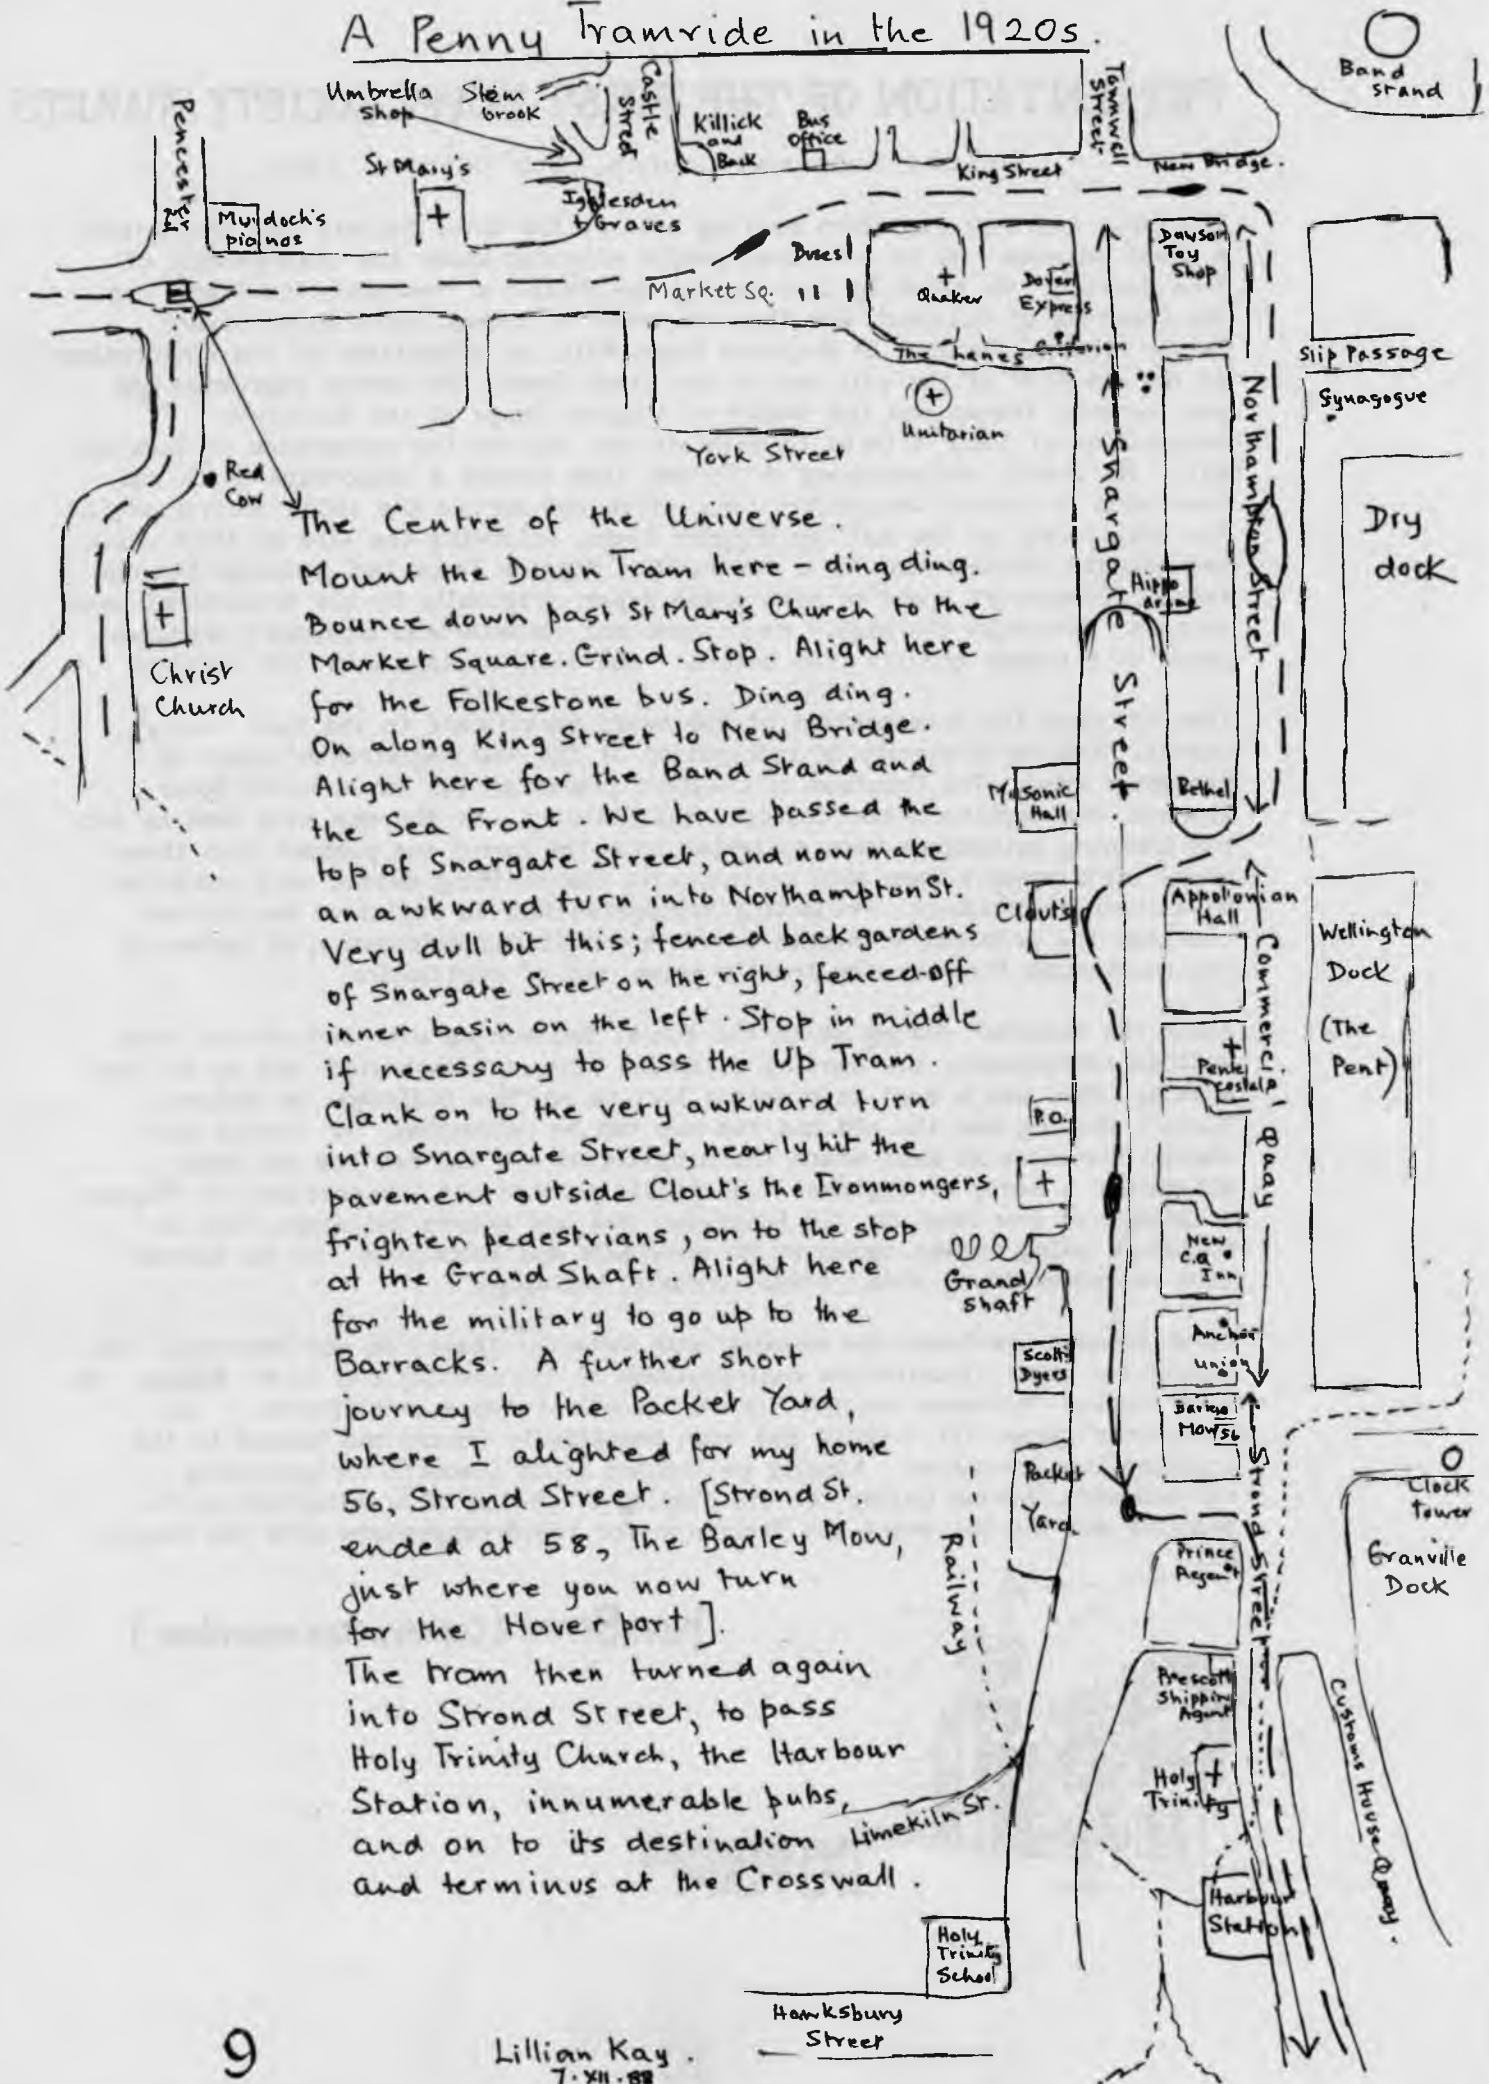 A Penny Tramride in the 1920s.
Umbrella
Shop
Stem
brook
Castle
Street
Killick
and
Back
Bus
Office
Townwell
Street
Band
stand
Pencester
Rd
St Mary's
King Street
New Bridge.
Murdoch's
pianos
Igglesden
+ Graves
Market Sq.
Buses
Quaker
Dover
Express
Dawson
Toy
Shop
The Lanes
Criterion
Slip Passage
Synagogue
Unitarian
York Street
Red
Cow
Snargate Street.
Northampton Street
Dry
dock
Hippo
drome
Christ
Church
The Centre of the Universe.
Mount the Down Tram here – ding ding.
Bounce down past St Mary's Church to the
Market Square. Grind. Stop. Alight here
for the Folkestone bus. Ding ding.
On along King Street to New Bridge.
Alight here for the Band Stand and
the Sea Front. We have passed the
top of Snargate Street, and now make
an awkward turn into Northampton St.
Very dull bit this; fenced back gardens
of Snargate Street on the right, fenced-off
inner basin on the left. Stop in middle
if necessary to pass the Up Tram.
Clank on to the very awkward turn
into Snargate Street, nearly hit the
pavement outside Clout's the Ironmongers,
frighten pedestrians, on to the stop
at the Grand Shaft. Alight here
for the military to go up to the
Barracks. A further short
journey to the Packet Yard,
where I alighted for my home
56, Strond Street. [Strond St.
ended at 58, The Barley Mow,
just where you now turn
for the Hoverport].
The tram then turned again
into Strond Street, to pass
Holy Trinity Church, the Harbour
Station, innumerable pubs,
and on to its destination
and terminus at the Crosswall.
Masonic
Hall
Bethel
Clout's
Appolonian
Hall
Commercial Quay
Wellington
Dock
(The
Pent)
Pente
costal
P.O.
Grand
Shaft
New
C.Q
Inn
Scott's
Dyers
Anchor
Union
Barley
Mow 56
Packet
Yard
Railway
Strond Street
Clock
Tower
Granville
Dock
Prince
Regent
Prescott
Shipping
Agent
Customs House Quay.
Holy
Trinity
Limekiln St.
Harbour
Station
Holy
Trinity
School
Hawksbury
Street
9
Lillian Kay.
7.XII.88